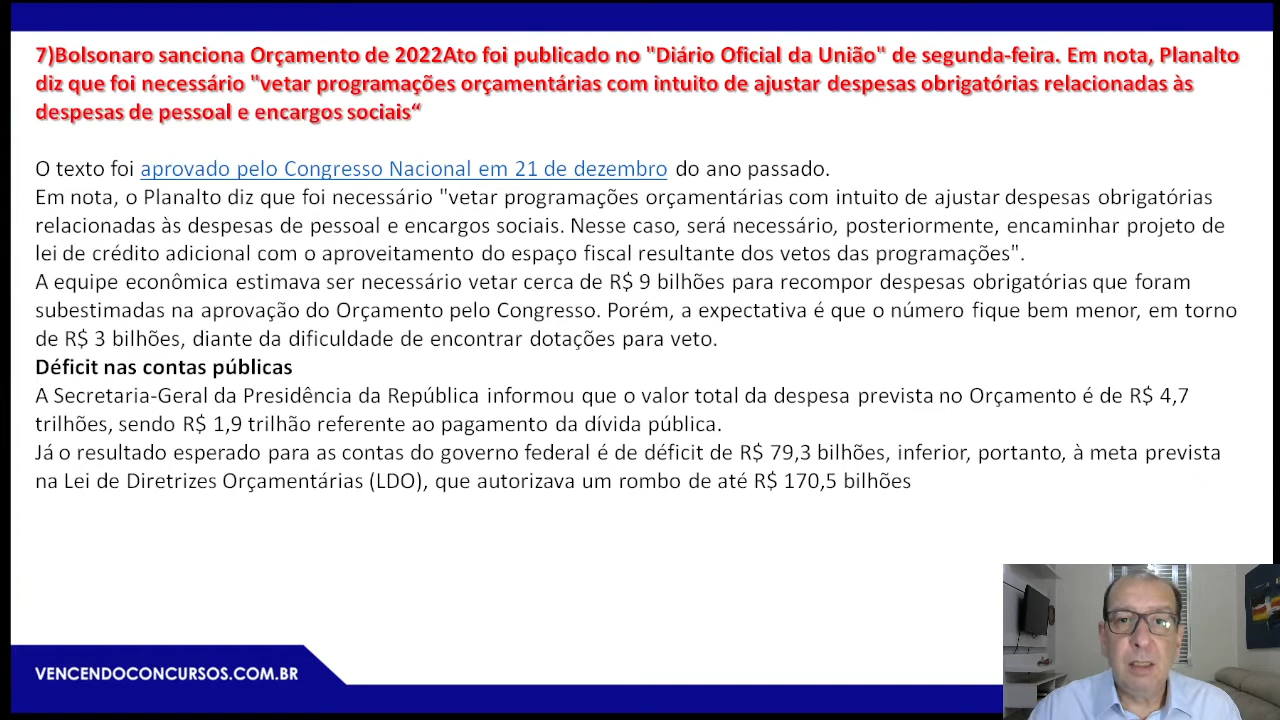 7)Bolsonaro sanciona Orçamento de 2022Ato foi publicado no "Diário Oficial da União" de segunda-feira. Em nota, Planalto
diz que foi necessário "vetar programações orçamentárias com intuito de ajustar despesas obrigatórias relacionadas às
despesas de pessoal e encargos sociais“
O texto foi aprovado pelo Congresso Nacional em 21 de dezembro do ano passado.
Em nota, o Planalto diz que foi necessário "vetar programações orçamentárias com intuito de ajustar despesas obrigatórias
relacionadas às despesas de pessoal e encargos sociais. Nesse caso, será necessário, posteriormente, encaminhar projeto de
lei de crédito adicional com o aproveitamento do espaço fiscal resultante dos vetos das programações".
A equipe econômica estimava ser necessário vetar cerca de R$ 9 bilhões para recompor despesas obrigatórias que foram
subestimadas na aprovação do Orçamento pelo Congresso. Porém, a expectativa é que o número fique bem menor, em torno
de R$ 3 bilhões, diante da dificuldade de encontrar dotações para veto.
Déficit nas contas públicas
A Secretaria-Geral da Presidência da República informou que o valor total da despesa prevista no Orçamento é de R$ 4,7
trilhões, sendo R$ 1,9 trilhão referente ao pagamento da dívida pública.
Já o resultado esperado para as contas do governo federal é de déficit de R$ 79,3 bilhões, inferior, portanto, à meta prevista
na Lei de Diretrizes Orçamentárias (LDO), que autorizava um rombo de até R$ 170,5 bilhões
VENCENDOCONCURSOS.COM.BR